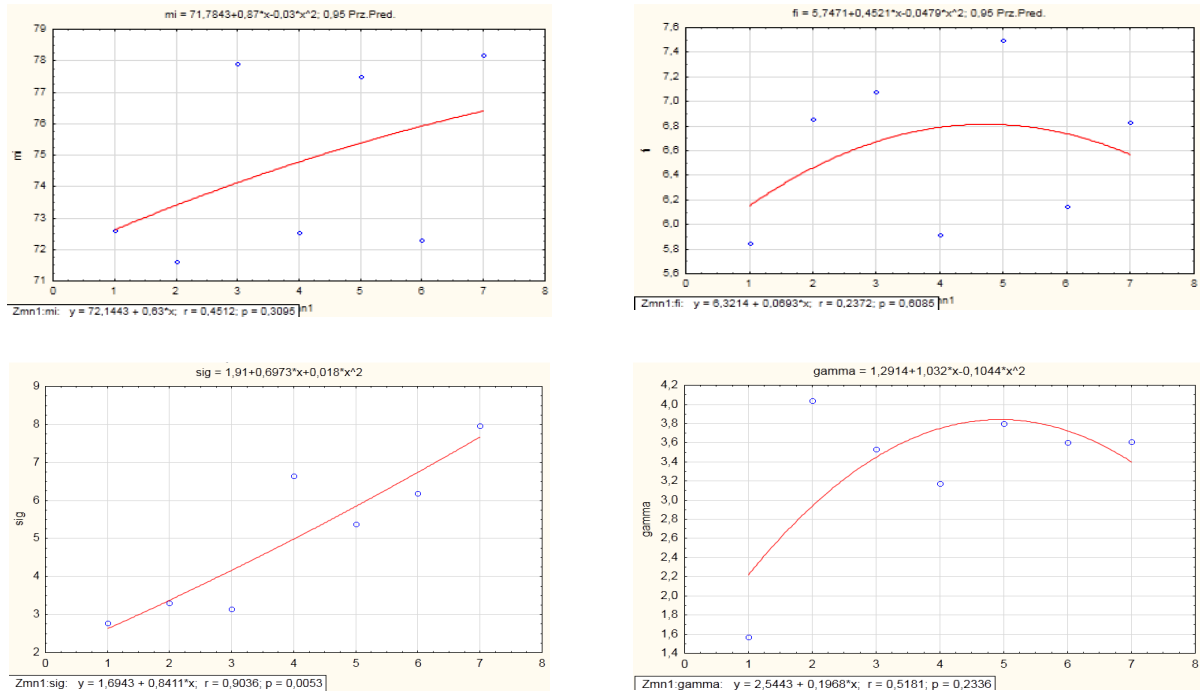 mi = 71,7843+0,87*x-0,03*x^2; 0,95 Prz.Pred.
79
78
77
76
75
74
73
72
71
mi
0 1 2 3 4 5 6 7 8
Zmn1:mi: y = 72,1443 + 0,63*x; r = 0,4512; p = 0,3095
nn1
fi = 5,7471+0,4521*x-0,0479*x^2; 0,95 Prz.Pred.
7,6
7,4
7,2
7,0
6,8
6,6
6,4
6,2
6,0
5,8
5,6
fi
0 1 2 3 4 5 6 7 8
Zmn1:fi: y = 6,3214 + 0,0693*x; r = 0,2372; p = 0,6085
nn1
sig = 1,91+0,6973*x+0,018*x^2
9
8
7
6
5
4
3
2
sig
0 1 2 3 4 5 6 7 8
Zmn1:sig: y = 1,6943 + 0,8411*x; r = 0,9036; p = 0,0053
gamma = 1,2914+1,032*x-0,1044*x^2
4,2
4,0
3,8
3,6
3,4
3,2
3,0
2,8
2,6
2,4
2,2
2,0
1,8
1,6
1,4
gamma
0 1 2 3 4 5 6 7 8
Zmn1:gamma: y = 2,5443 + 0,1968*x; r = 0,5181; p = 0,2336